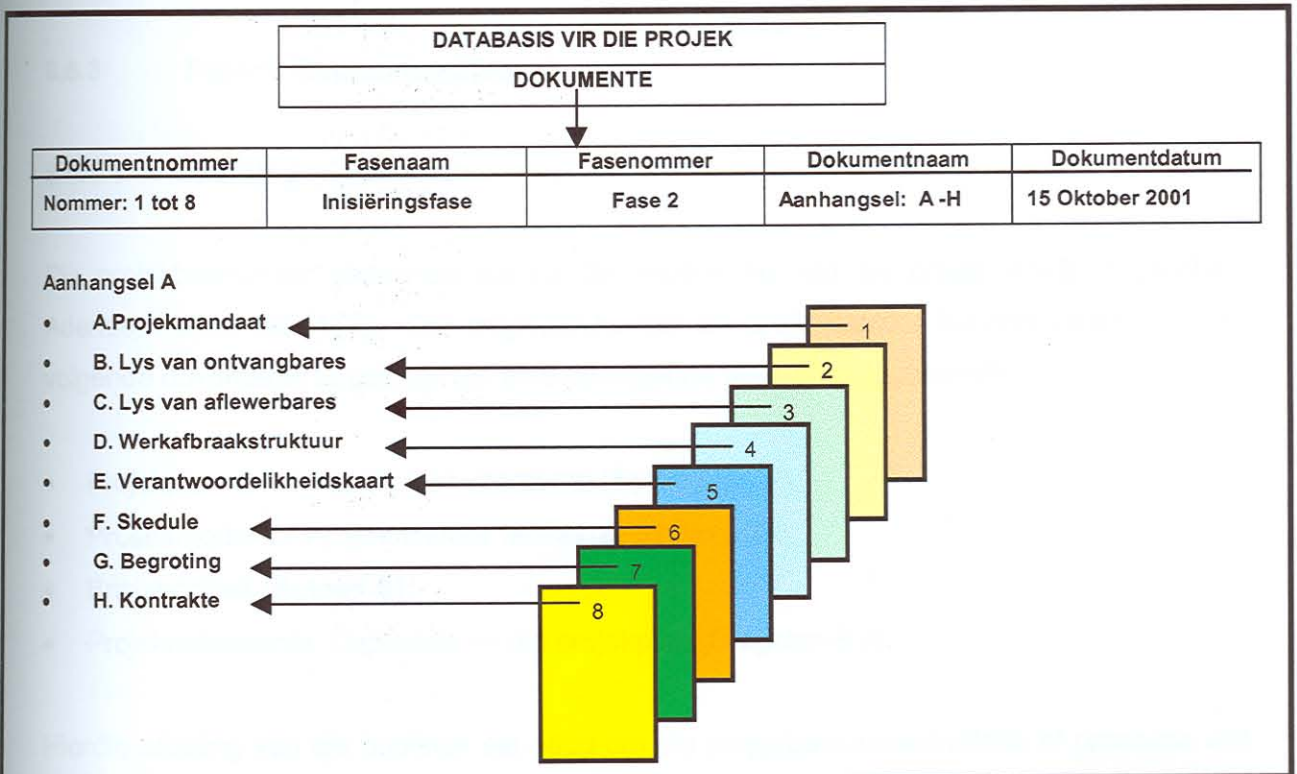 DATABASIS VIR DIE PROJEK
DOKUMENTE
Dokumentnommer Fasenaam Fasenommer Dokumentnaam Dokumentdatum
Nommer: 1 tot 8 Inisiëringsfase Fase 2 Aanhangsel: A -H 15 Oktober 2001
Aanhangsel A
• A.Projekmandaat 1
• B. Lys van ontvangbares 2
• C. Lys van aflewerbares 3
• D. Werkafbraakstruktuur 4
• E. Verantwoordelikheidskaart 5
• F. Skedule 6
• G. Begroting 7
• H. Kontrakte 8